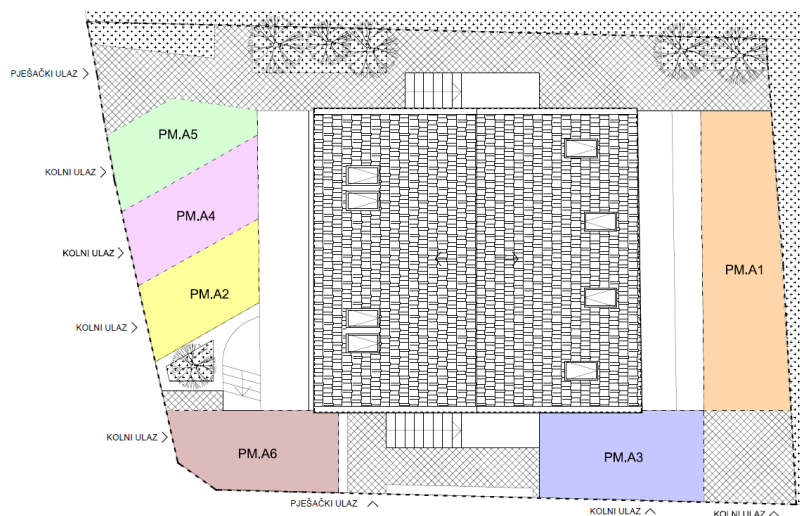 PJEŠAČKI ULAZ
PM.A5
KOLNI ULAZ
PM.A4
KOLNI ULAZ
PM.A1
PM.A2
KOLNI ULAZ
KOLNI ULAZ
PM.A6
PM.A3
PJEŠAČKI ULAZ
KOLNI ULAZ
KOLNI ULAZ